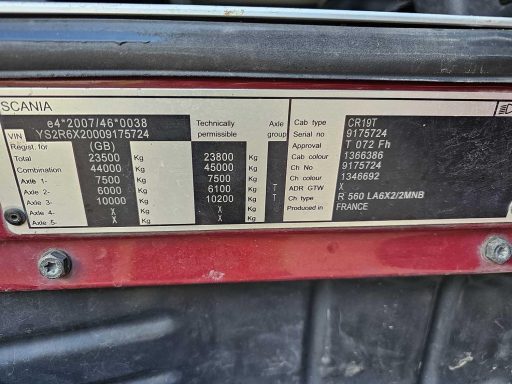 SCANIA
e4*2007/46*0038
VIN YS2R6X20009175724
Regist. for (GB) Technically permissible Axle group
Total 23500 Kg 23800 Kg
Combination 44000 Kg 45000 Kg
Axle 1- 7500 Kg 7500 Kg
Axle 2- 6000 Kg 6100 Kg T
Axle 3- 10000 Kg 10200 Kg T
Axle 4- X Kg X Kg
Axle 5- X Kg X Kg
Cab type CR19T
Serial no 9175724
Approval T 072 Fh
Cab colour 1366386
Ch No 9175724
Ch colour 1346692
ADR GTW X
Ch type R 560 LA6X2/2MNB
Produced in FRANCE